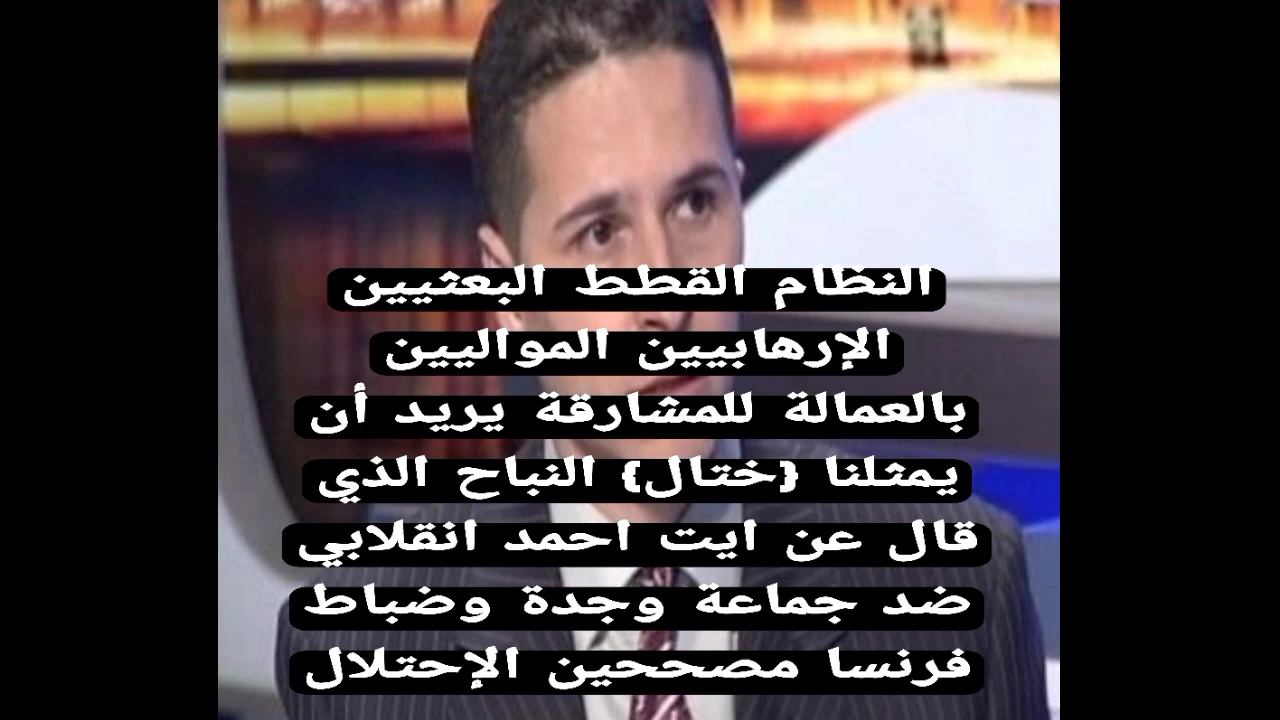 النظام القطط البعثيين
الإرهابيين المواليين
بالعمالة للمشارقة يريد أن
يمثلنا {ختال} النباح الذي
قال عن ايت احمد انقلابي
ضد جماعة وجدة وضباط
فرنسا مصححين الإحتلال